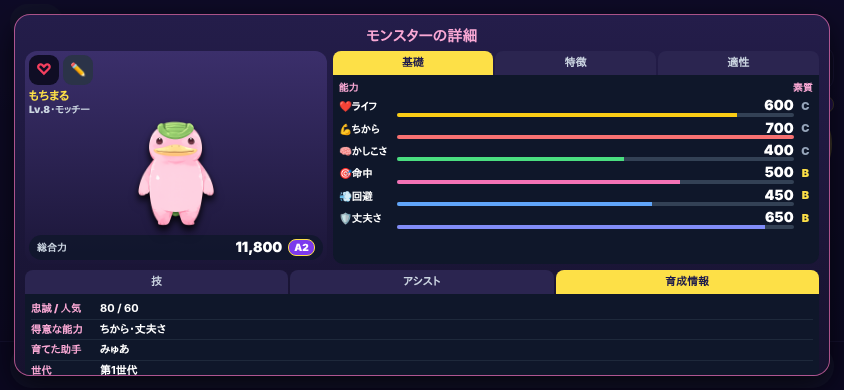 モンスターの詳細
もちまる
Lv.8・モッチー
総合力 11,800 A2
基礎 特徴 適性
能力 素質
ライフ 600 C
ちから 700 C
かしこさ 400 C
命中 500 B
回避 450 B
丈夫さ 650 B
技 アシスト 育成情報
忠誠 / 人気 80 / 60
得意な能力 ちから・丈夫さ
育てた助手 みゅあ
世代 第1世代